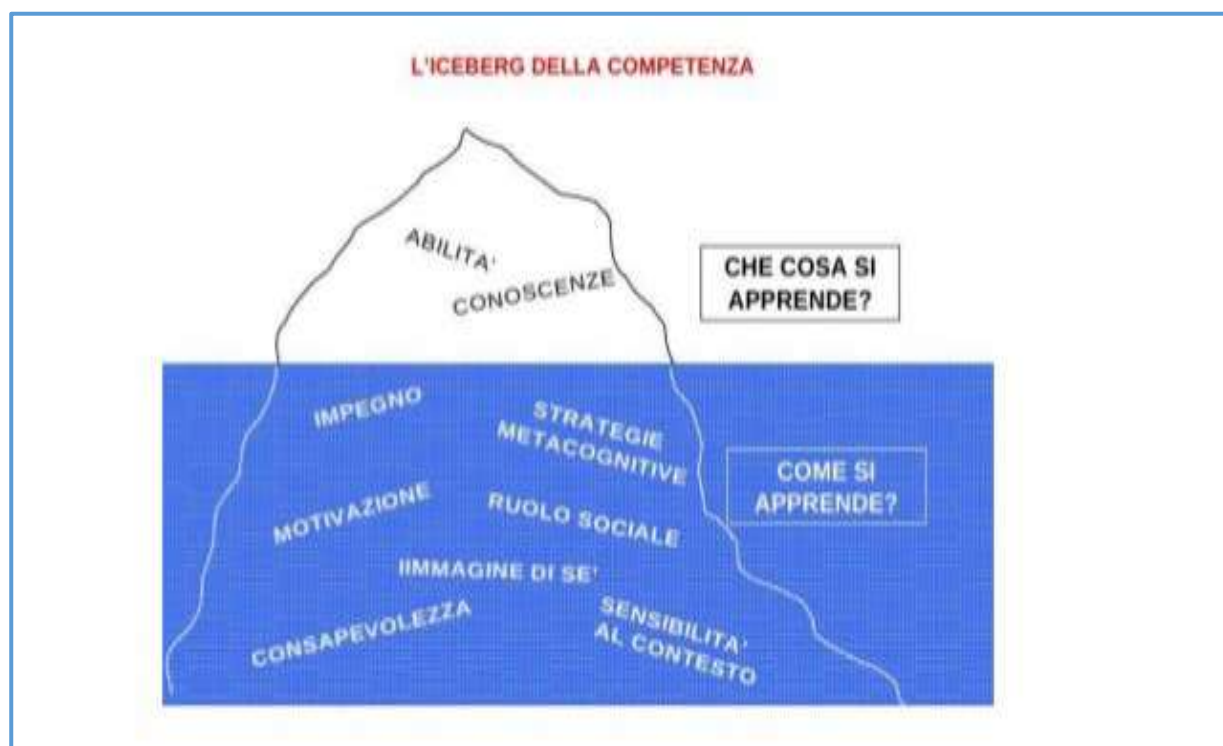 L'ICEBERG DELLA COMPETENZA
ABILITA'
CONOSCENZE
CHE COSA SI
APPRENDE?
IMPEGNO
STRATEGIE
METACOGNITIVE
COME SI
APPRENDE?
MOTIVAZIONE
RUOLO SOCIALE
IIMMAGINE DI SE'
CONSAPEVOLEZZA
SENSIBILITA'
AL CONTESTO